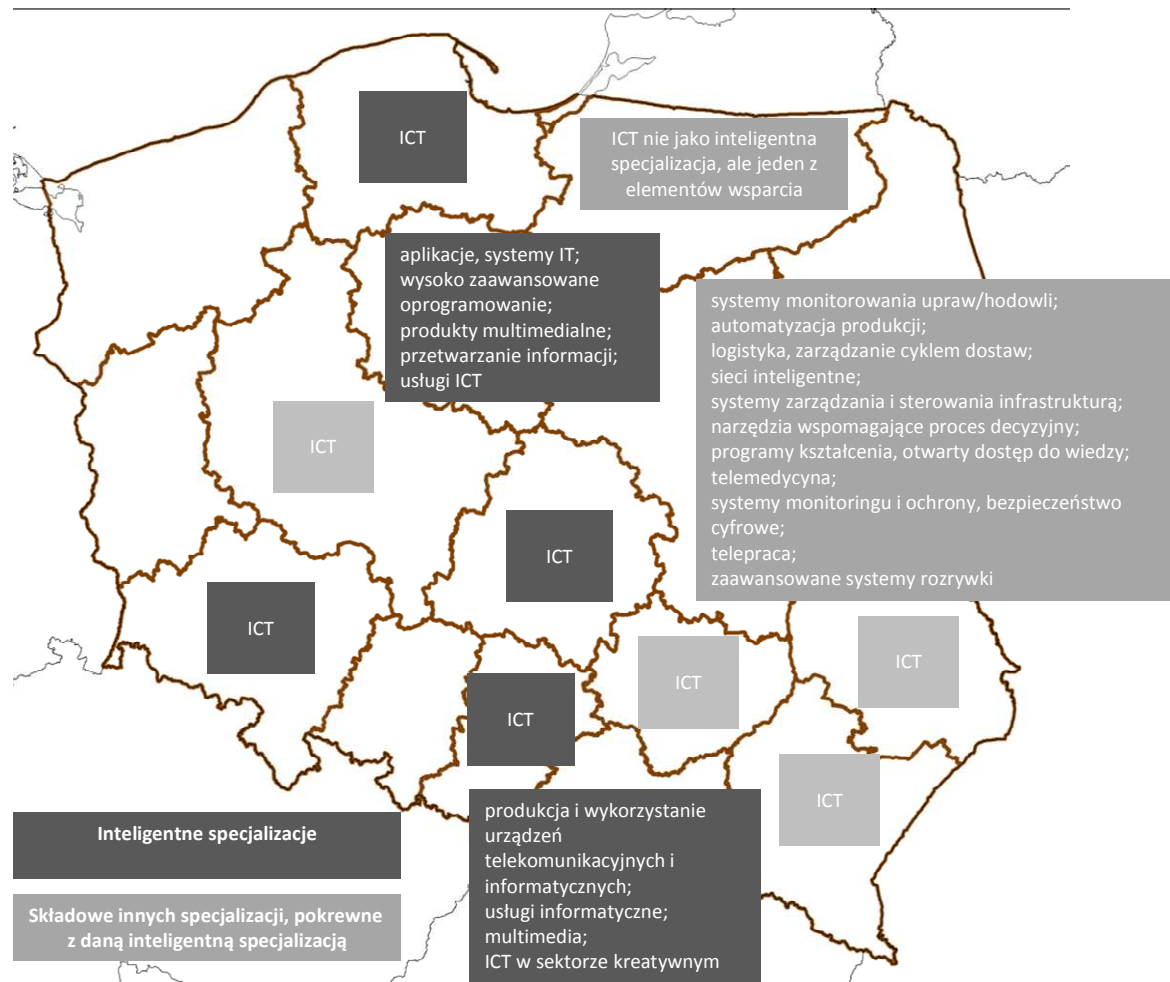 ICT
ICT nie jako inteligentna
specjalizacja, ale jeden z
elementów wsparcia
aplikacje, systemy IT;
wysoko zaawansowane
oprogramowanie;
produkty multimedialne;
przetwarzanie informacji;
usługi ICT
systemy monitorowania upraw/hodowli;
automatyzacja produkcji;
logistyka, zarządzanie cyklem dostaw;
sieci inteligentne;
systemy zarządzania i sterowania infrastrukturą;
narzędzia wspomagające proces decyzyjny;
programy kształcenia, otwarty dostęp do wiedzy;
telemedycyna;
systemy monitoringu i ochrony, bezpieczeństwo
cyfrowe;
telepraca;
zaawansowane systemy rozrywki
ICT
ICT
ICT
ICT
ICT
ICT
ICT
produkcja i wykorzystanie
urządzeń
telekomunikacyjnych i
informatycznych;
usługi informatyczne;
multimedia;
ICT w sektorze kreatywnym
Inteligentne specjalizacje
Składowe innych specjalizacji, pokrewne
z daną inteligentną specjalizacją